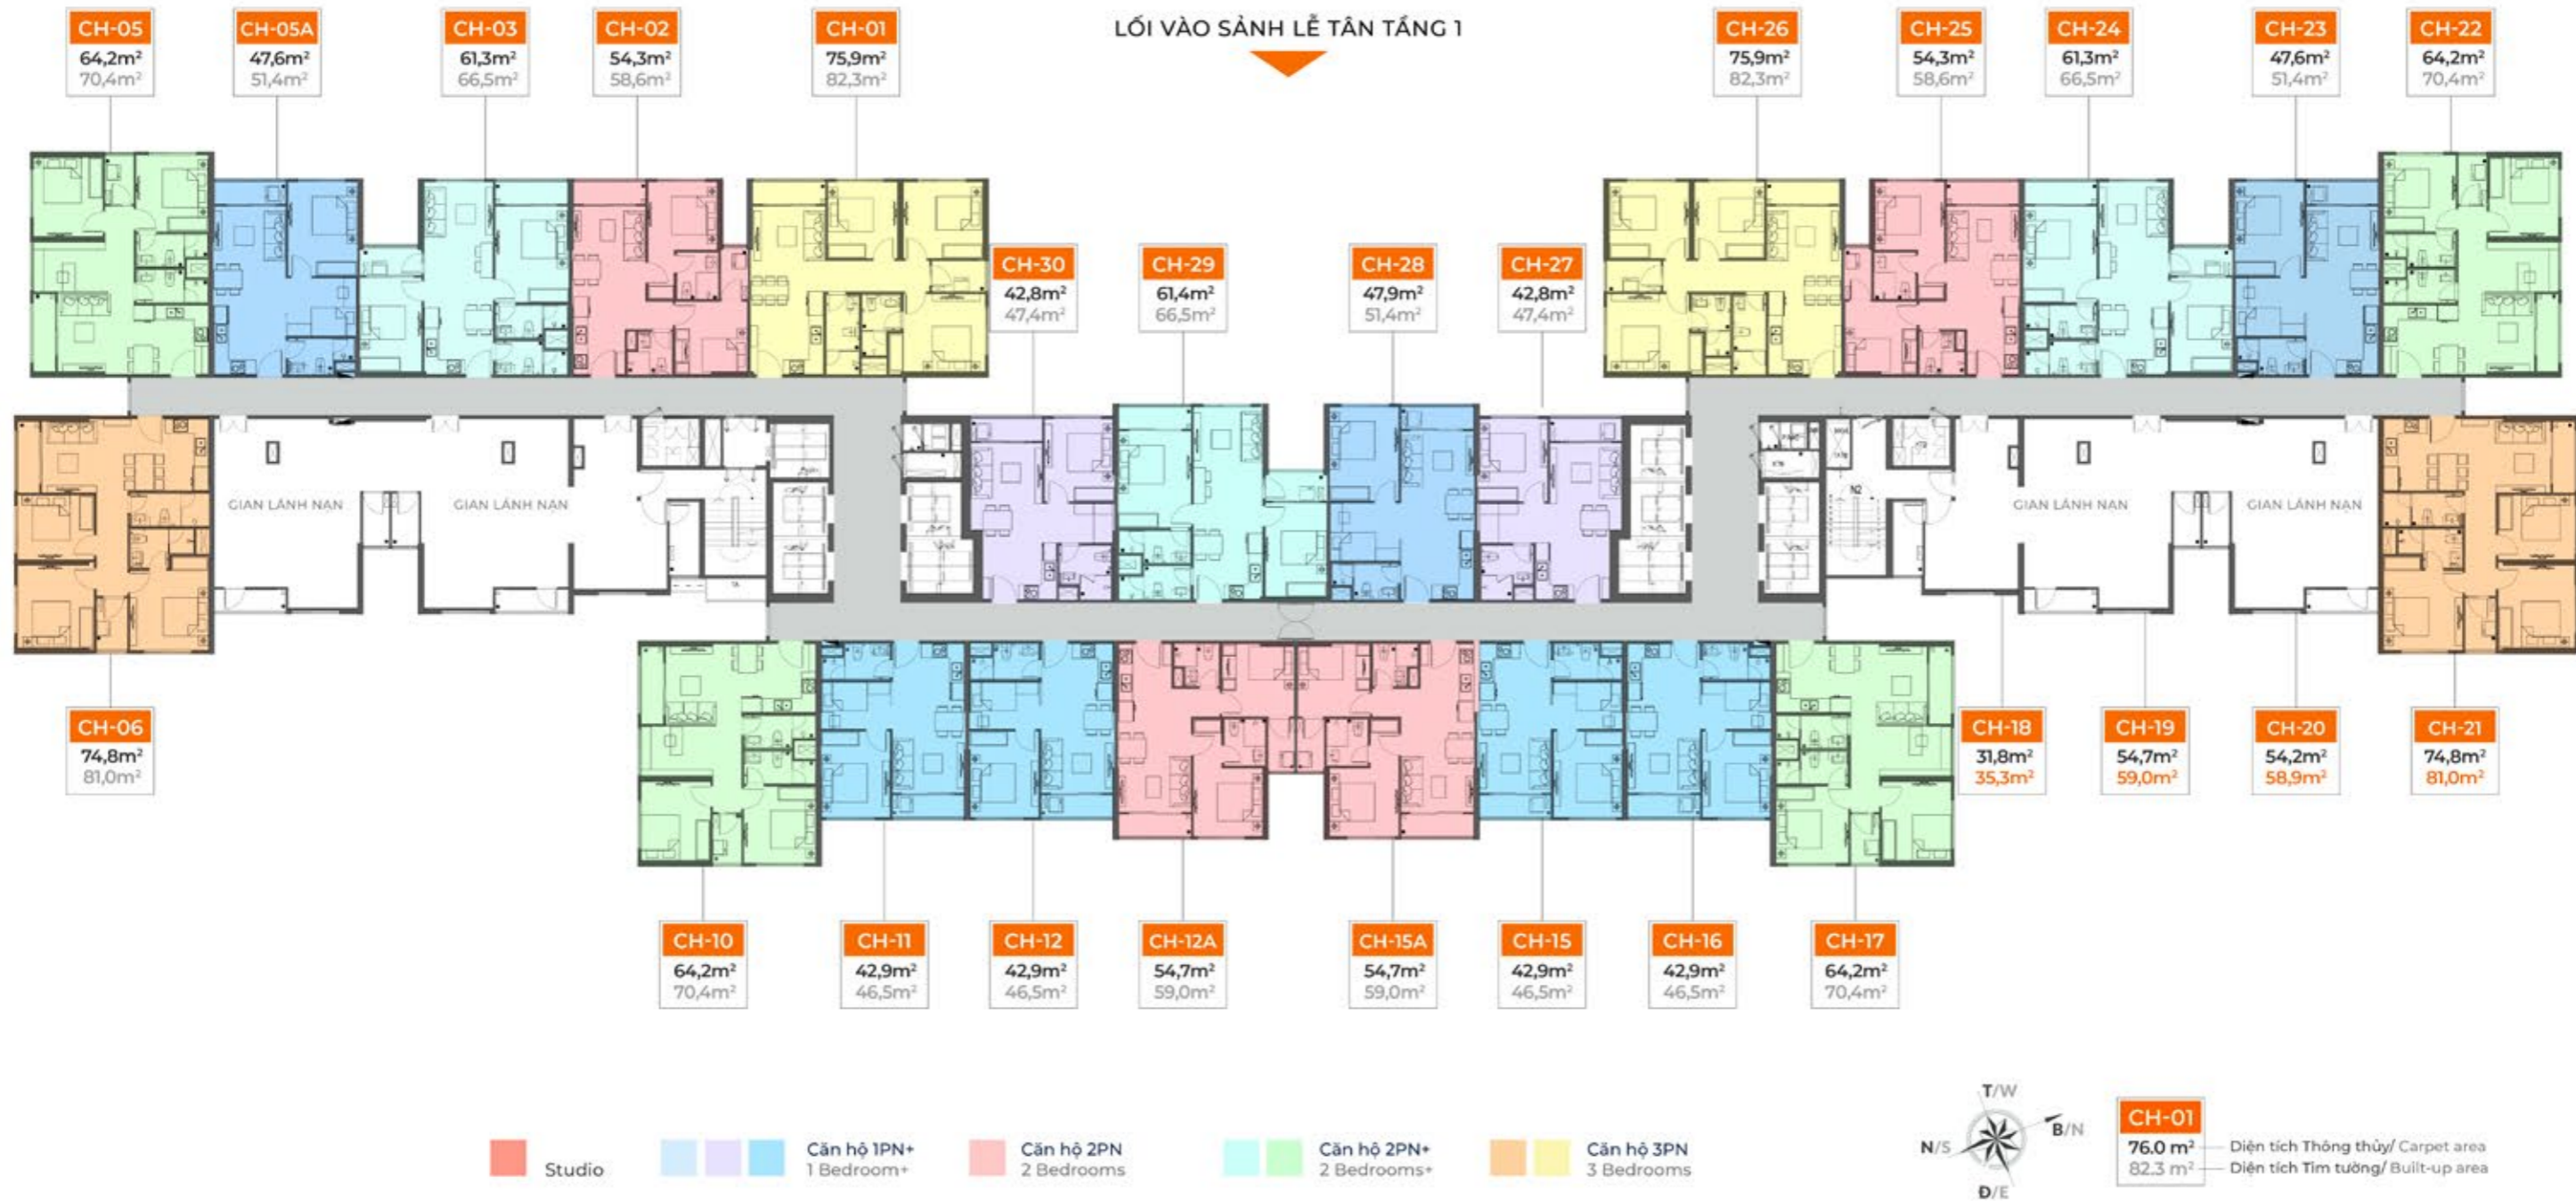 LỐI VÀO SẢNH LỄ TÂN TẦNG 1
CH-05
64,2m²
70,4m²
CH-05A
47,6m²
51,4m²
CH-03
61,3m²
66,5m²
CH-02
54,3m²
58,6m²
CH-01
75,9m²
82,3m²
CH-26
75,9m²
82,3m²
CH-25
54,3m²
58,6m²
CH-24
61,3m²
66,5m²
CH-23
47,6m²
51,4m²
CH-22
64,2m²
70,4m²
CH-30
42,8m²
47,4m²
CH-29
61,4m²
66,5m²
CH-28
47,9m²
51,4m²
CH-27
42,8m²
47,4m²
GIAN LÁNH NẠN
GIAN LÁNH NẠN
N2
GIAN LÁNH NẠN
GIAN LÁNH NẠN
CH-06
74,8m²
81,0m²
CH-18
31,8m²
35,3m²
CH-19
54,7m²
59,0m²
CH-20
54,2m²
58,9m²
CH-21
74,8m²
81,0m²
CH-10
64,2m²
70,4m²
CH-11
42,9m²
46,5m²
CH-12
42,9m²
46,5m²
CH-12A
54,7m²
59,0m²
CH-15A
54,7m²
59,0m²
CH-15
42,9m²
46,5m²
CH-16
42,9m²
46,5m²
CH-17
64,2m²
70,4m²
Studio
Căn hộ 1PN+
1 Bedroom+
Căn hộ 2PN
2 Bedrooms
Căn hộ 2PN+
2 Bedrooms+
Căn hộ 3PN
3 Bedrooms
T/W
B/N
N/S
Đ/E
CH-01
76.0 m² Diện tích Thông thủy/ Carpet area
82.3 m² Diện tích Tim tường/ Built-up area